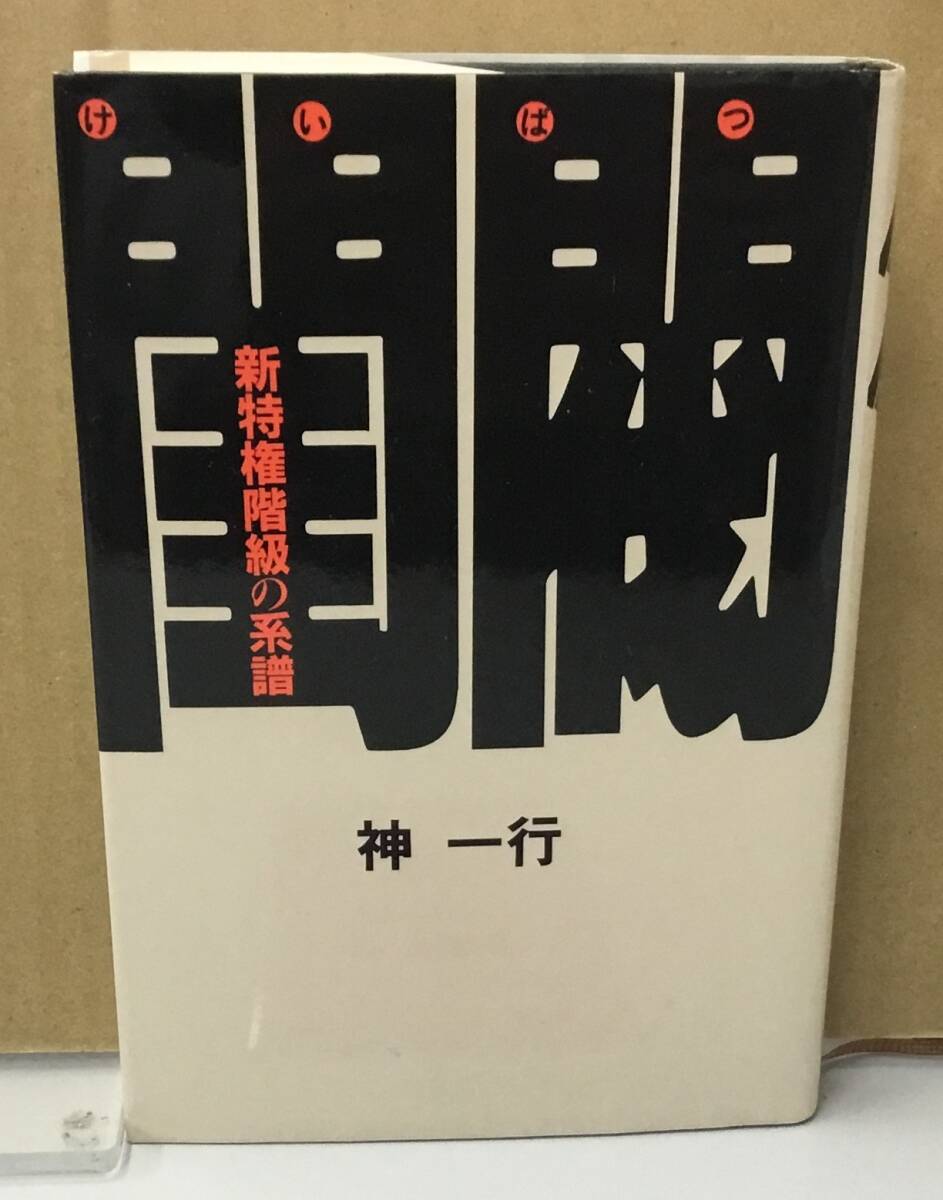 けいばつ
閨閥
新特権階級の系譜
神 一行